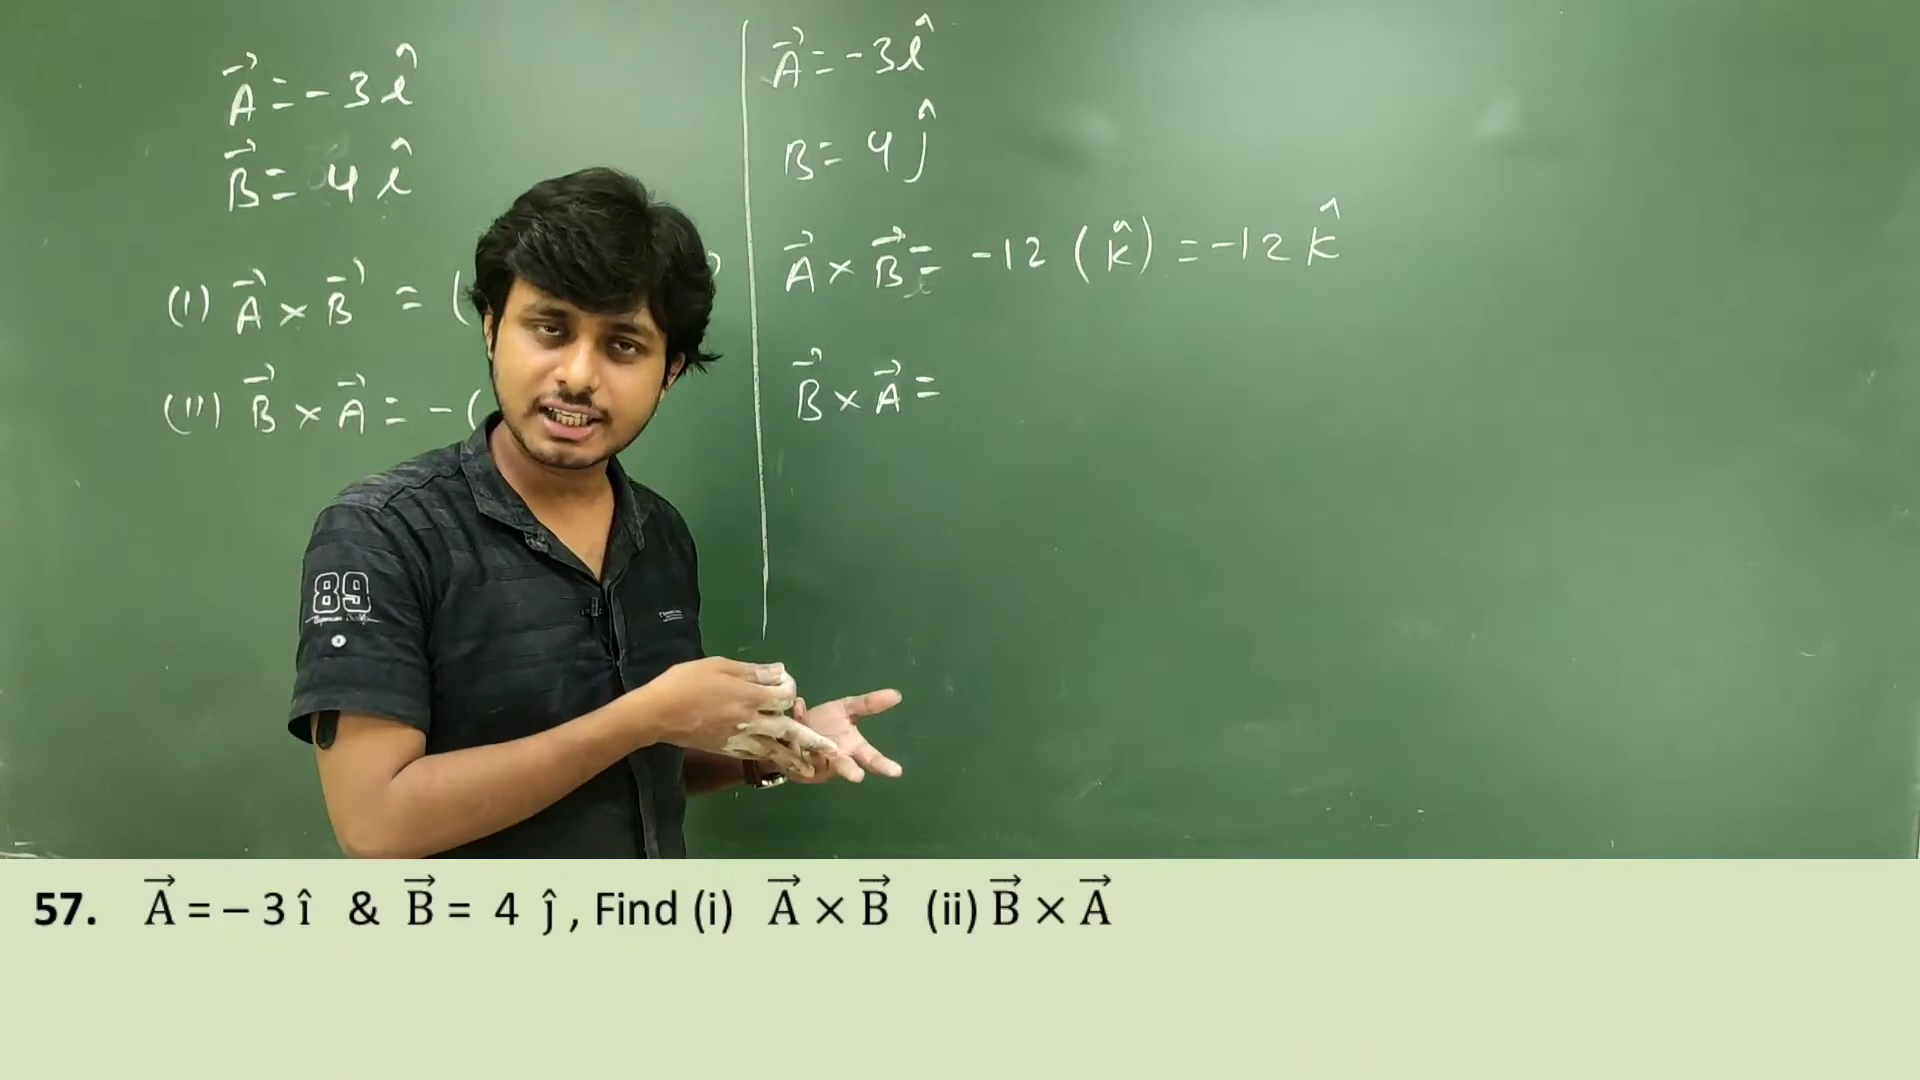 A⃗ = - 3 î
B⃗ = 4 î
(i) A⃗ × B⃗ = (
(ii) B⃗ × A⃗ = - (
A⃗ = - 3 î
B = 4 ĵ
A⃗ × B⃗ = -12 (k̂) = -12 k̂
B⃗ × A⃗ =
89
57. A⃗ = – 3 î & B⃗ = 4 ĵ , Find (i) A⃗ × B⃗ (ii) B⃗ × A⃗